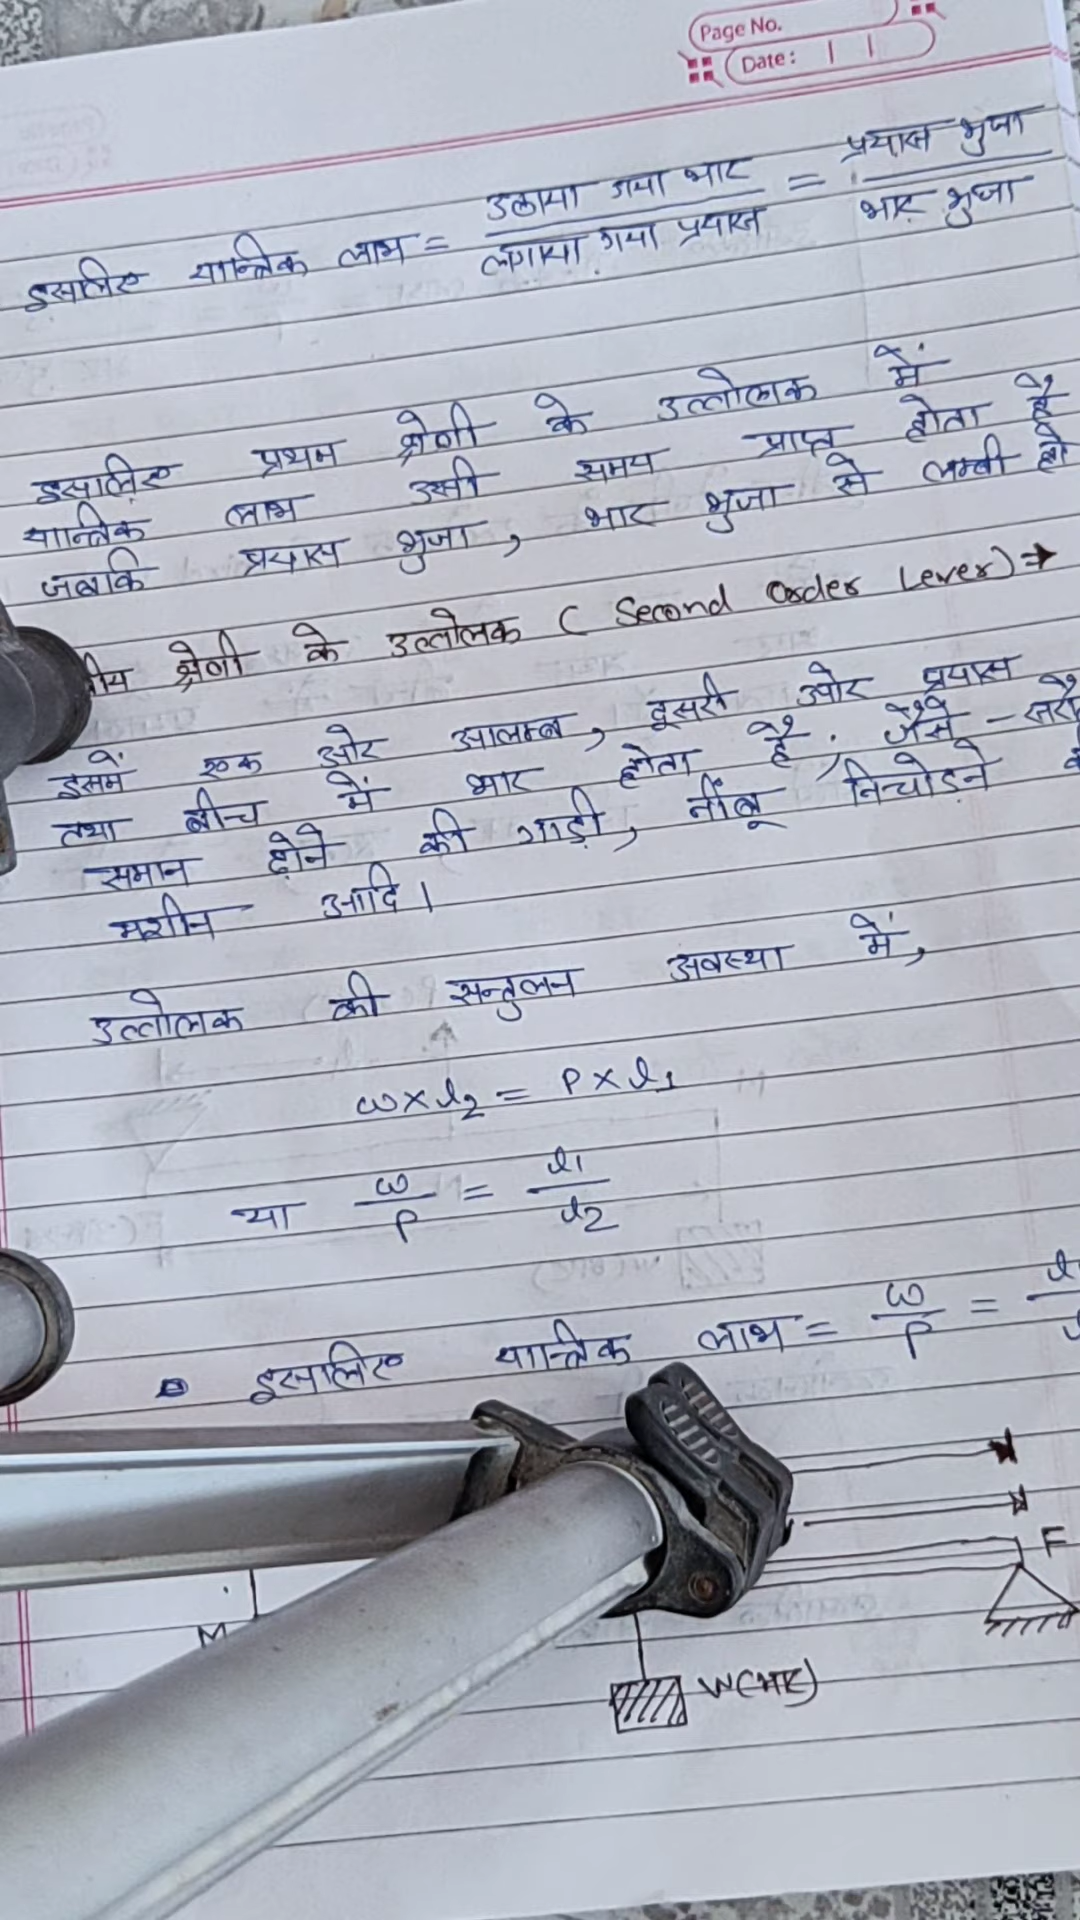 Page No.
Date:
इसलिए यान्त्रिक लाभ = उठाया गया भार / लगाया गया प्रयास = प्रयास भुजा / भार भुजा
इसलिए प्रथम श्रेणी के उत्तोलक में
यान्त्रिक लाभ उसी समय प्राप्त होता है
जबकि प्रयास भुजा, भार भुजा से लम्बी हो
श्रेणी के उत्तोलक ( Second Order Lever) →
इसमें एक ओर आलम्ब, दूसरी ओर प्रयास
तथा बीच में भार होता है, जैसे -
समान ढोने की गाड़ी, नींबू निचोडने
मशीन आदि।
उत्तोलक की सन्तुलन अवस्था में,
W × l2 = P × l1
या W/P = l1/l2
इसलिए यान्त्रिक लाभ = W/P =
F
M
W(भार)